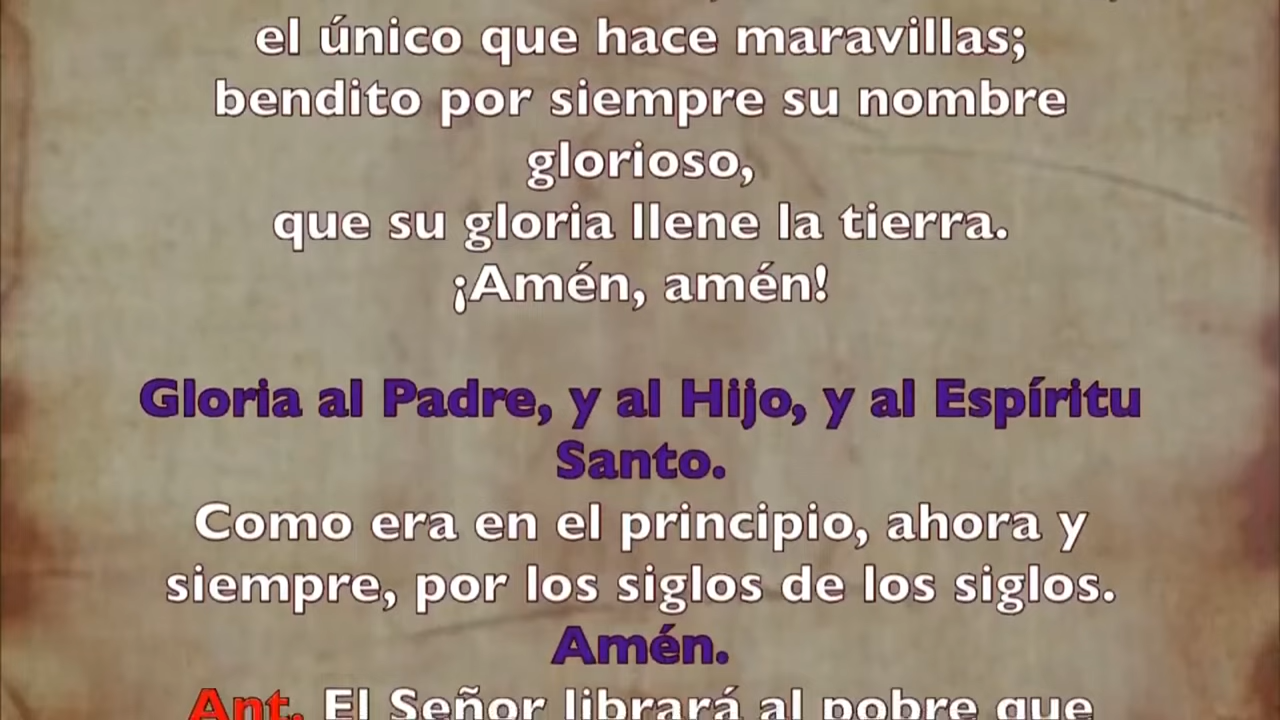 el único que hace maravillas;
bendito por siempre su nombre
glorioso,
que su gloria llene la tierra.
¡Amén, amén!
Gloria al Padre, y al Hijo, y al Espíritu
Santo.
Como era en el principio, ahora y
siempre, por los siglos de los siglos.
Amén.
Ant. El Señor librará al pobre que